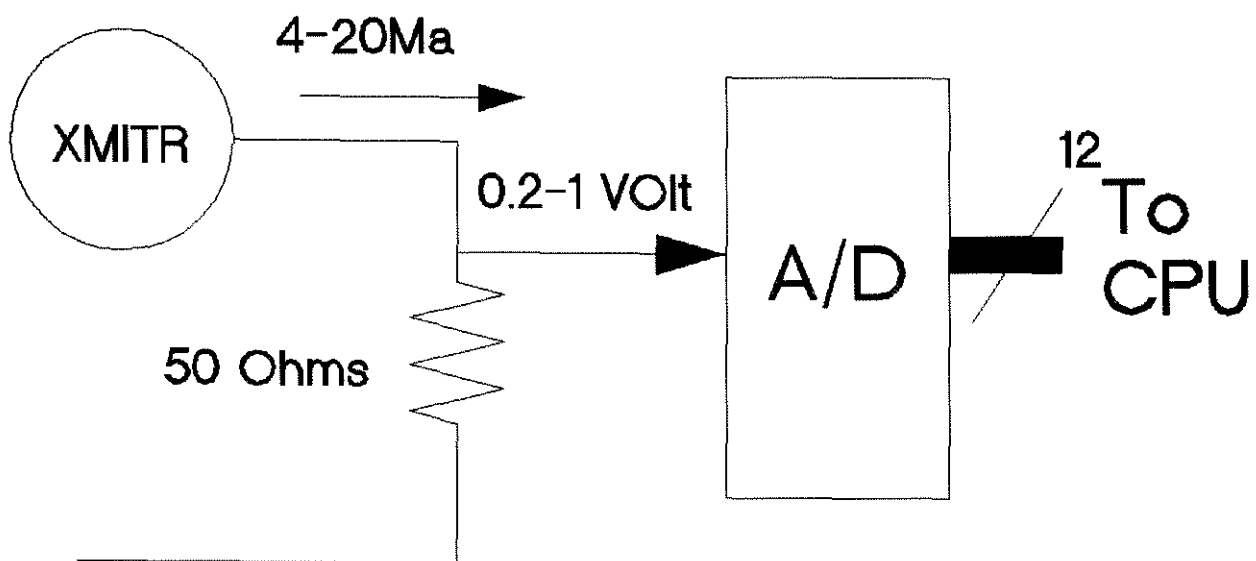 4-20Ma
XMITR
0.2-1 VOlt
12
To
CPU
A/D
50 Ohms